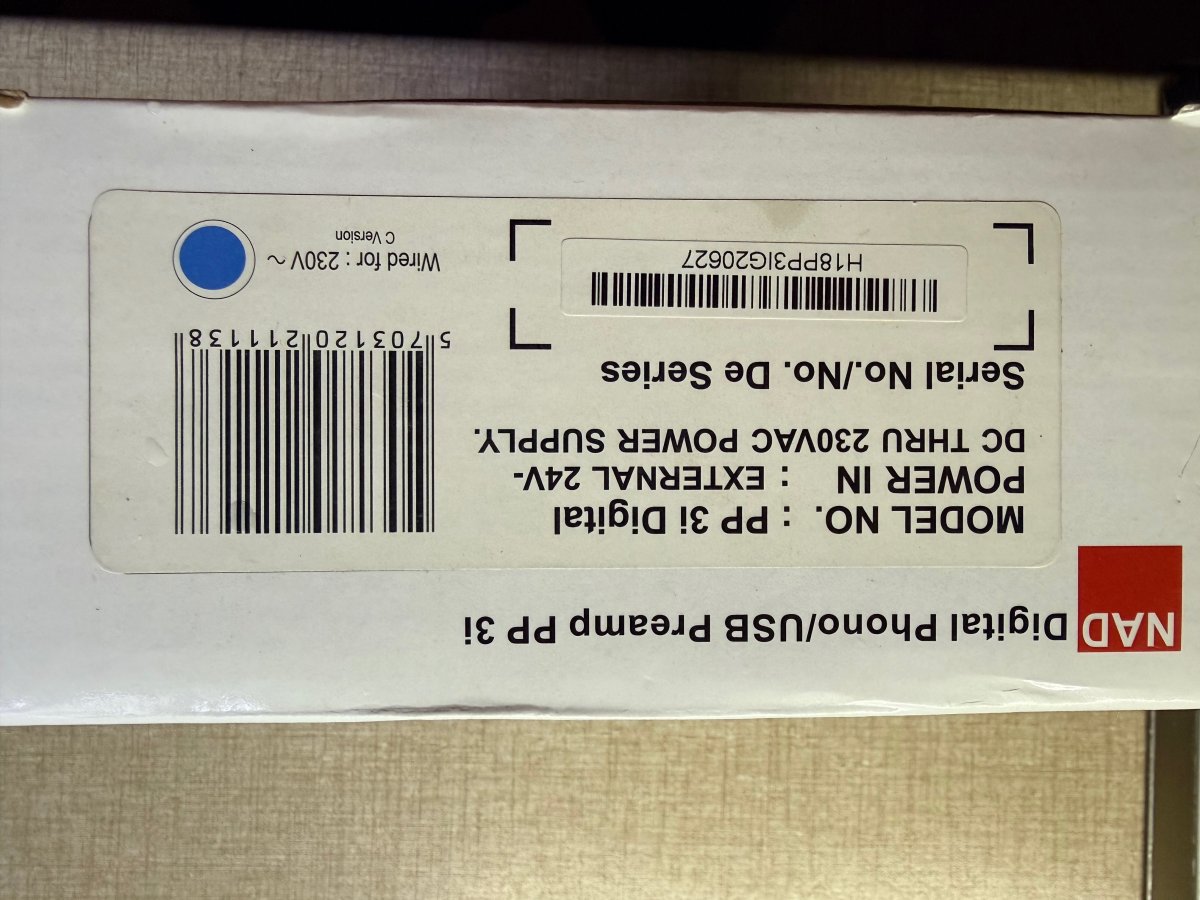 NAD Digital Phono/USB Preamp PP 3i
MODEL NO. : PP 3i Digital
POWER IN : EXTERNAL 24V-
DC THRU 230VAC POWER SUPPLY.
Serial No./No. De Series
H18PP3IG20627
5 703120 211138
Wired for : 230V ~
C Version